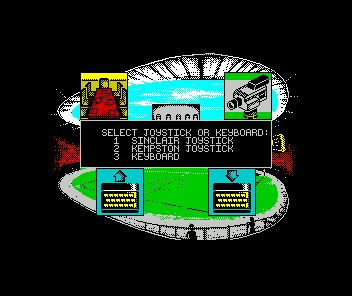 SELECT JOYSTICK OR KEYBOARD:
1 SINCLAIR JOYSTICK
2 KEMPSTON JOYSTICK
3 KEYBOARD